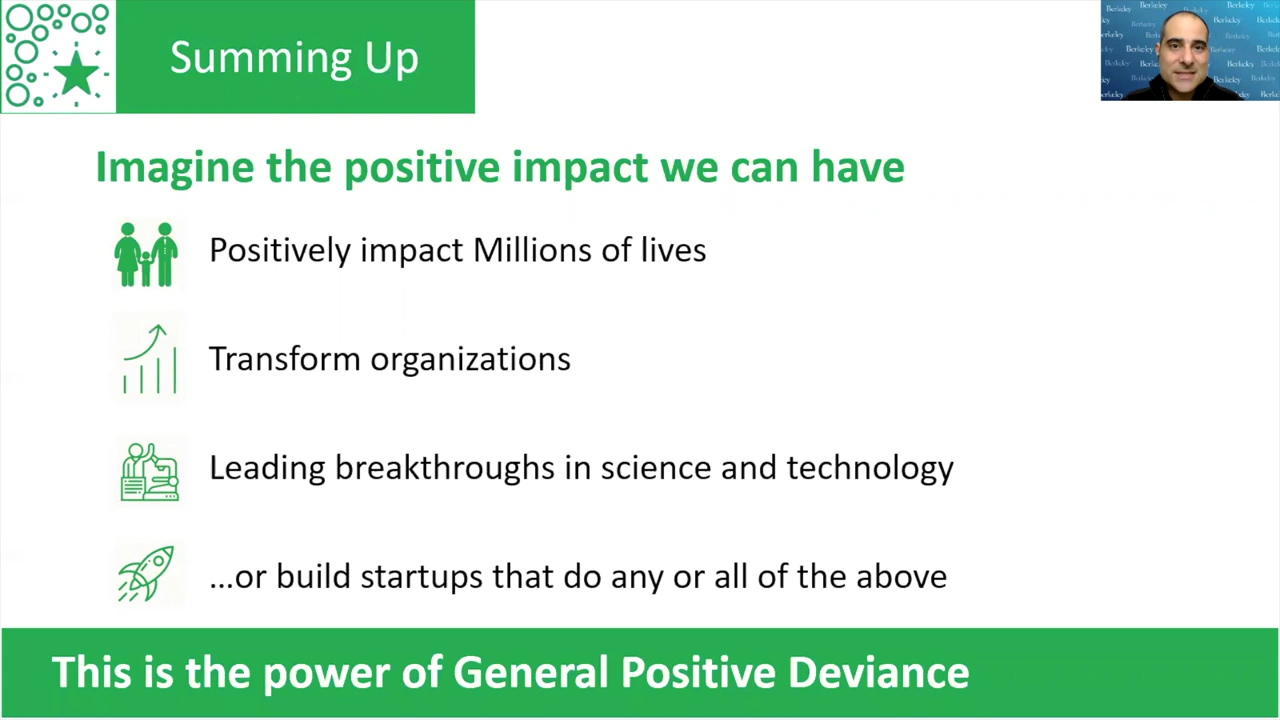 Summing Up
Berkeley
Imagine the positive impact we can have
Positively impact Millions of lives
Transform organizations
Leading breakthroughs in science and technology
...or build startups that do any or all of the above
This is the power of General Positive Deviance